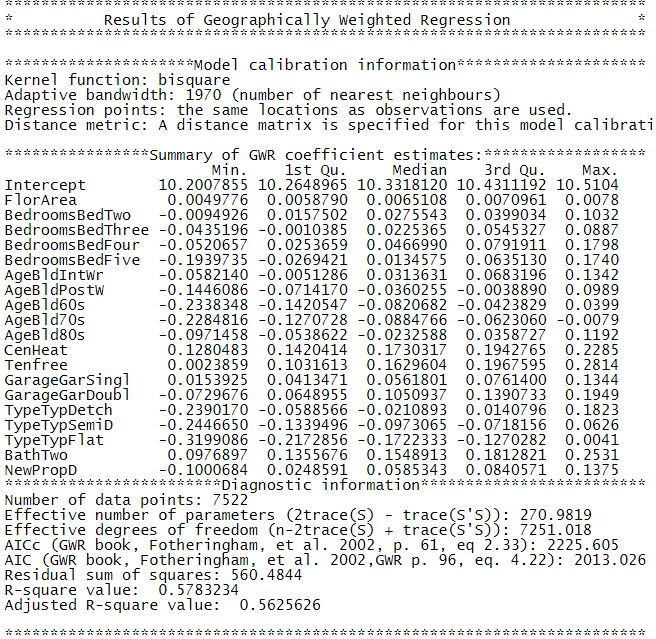 ***********************************************************************
*          Results of Geographically Weighted Regression              *
***********************************************************************
*********************Model calibration information*********************
Kernel function: bisquare
Adaptive bandwidth: 1970 (number of nearest neighbours)
Regression points: the same locations as observations are used.
Distance metric: A distance matrix is specified for this model calibrati
****************Summary of GWR coefficient estimates:******************
Min. 1st Qu. Median 3rd Qu. Max.
Intercept 10.2007855 10.2648965 10.3318120 10.4311192 10.5104
FlorArea 0.0049776 0.0058790 0.0065108 0.0070961 0.0078
BedroomsBedTwo -0.0094926 0.0157502 0.0275543 0.0399034 0.1032
BedroomsBedThree -0.0435196 -0.0010385 0.0225365 0.0545327 0.0887
BedroomsBedFour -0.0520657 0.0253659 0.0466990 0.0791911 0.1798
BedroomsBedFive -0.1939735 -0.0269421 0.0134575 0.0635130 0.1740
AgeBldIntWr -0.0582140 -0.0051286 0.0313631 0.0683196 0.1342
AgeBldPostW -0.1446086 -0.0714170 -0.0360255 -0.0038890 0.0989
AgeBld60s -0.2338348 -0.1420547 -0.0820682 -0.0423829 0.0399
AgeBld70s -0.2284816 -0.1270728 -0.0884766 -0.0623060 -0.0079
AgeBld80s -0.0971458 -0.0538622 -0.0232588 0.0358727 0.1192
CenHeat 0.1280483 0.1420414 0.1730317 0.1942765 0.2285
Tenfree 0.0023859 0.1031613 0.1629604 0.1967595 0.2814
GarageGarSingl 0.0153925 0.0413471 0.0561801 0.0761400 0.1344
GarageGarDoubl -0.0729676 0.0648955 0.1050937 0.1390733 0.1949
TypeTypDetch -0.2390170 -0.0588566 -0.0210893 0.0140796 0.1823
TypeTypSemiD -0.2446650 -0.1339496 -0.0973065 -0.0718156 0.0626
TypeTypFlat -0.3199086 -0.2172856 -0.1722333 -0.1270282 0.0041
BathTwo 0.0976897 0.1355676 0.1548913 0.1812821 0.2531
NewPropD -0.1000684 0.0248591 0.0585343 0.0840571 0.1375
************************Diagnostic information*************************
Number of data points: 7522
Effective number of parameters (2trace(S) - trace(S'S)): 270.9819
Effective degrees of freedom (n-2trace(S) + trace(S'S)): 7251.018
AICc (GWR book, Fotheringham, et al. 2002, p. 61, eq 2.33): 2225.605
AIC (GWR book, Fotheringham, et al. 2002,GWR p. 96, eq. 4.22): 2013.026
Residual sum of squares: 560.4844
R-square value:  0.5783234
Adjusted R-square value:  0.5625626
***********************************************************************